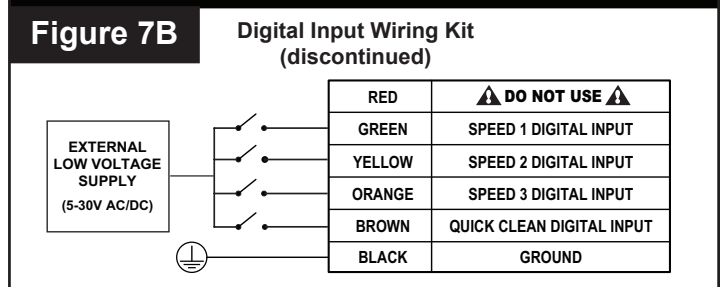 Figure 7B
Digital Input Wiring Kit
(discontinued)
EXTERNAL
LOW VOLTAGE
SUPPLY
(5-30V AC/DC)
RED DO NOT USE
GREEN SPEED 1 DIGITAL INPUT
YELLOW SPEED 2 DIGITAL INPUT
ORANGE SPEED 3 DIGITAL INPUT
BROWN QUICK CLEAN DIGITAL INPUT
BLACK GROUND